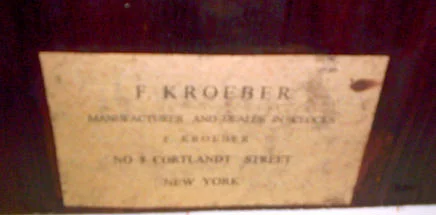 F. KROEBER
MANUFACTURER AND DEALER IN CLOCKS
F KROEBER
NO 8 CORTLANDT STREET
NEW YORK